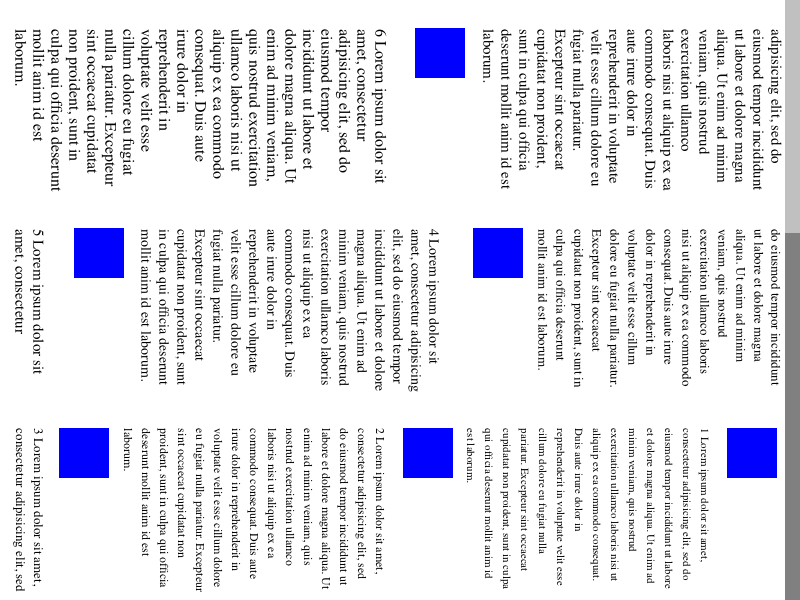 1 Lorem ipsum dolor sit amet,
consectetur adipisicing elit, sed do
eiusmod tempor incididunt ut labore
et dolore magna aliqua. Ut enim ad
minim veniam, quis nostrud
exercitation ullamco laboris nisi ut
aliquip ex ea commodo consequat.
Duis aute irure dolor in
reprehenderit in voluptate velit esse
cillum dolore eu fugiat nulla
pariatur. Excepteur sint occaecat
cupidatat non proident, sunt in culpa
qui officia deserunt mollit anim id
est laborum.
2 Lorem ipsum dolor sit amet,
consectetur adipisicing elit, sed
do eiusmod tempor incididunt ut
labore et dolore magna aliqua. Ut
enim ad minim veniam, quis
nostrud exercitation ullamco
laboris nisi ut aliquip ex ea
commodo consequat. Duis aute
irure dolor in reprehenderit in
voluptate velit esse cillum dolore
eu fugiat nulla pariatur. Excepteur
sint occaecat cupidatat non
proident, sunt in culpa qui officia
deserunt mollit anim id est
laborum.
3 Lorem ipsum dolor sit amet,
consectetur adipisicing elit, sed
do eiusmod tempor incididunt
ut labore et dolore magna
aliqua. Ut enim ad minim
veniam, quis nostrud
exercitation ullamco laboris
nisi ut aliquip ex ea commodo
consequat. Duis aute irure
dolor in reprehenderit in
voluptate velit esse cillum
dolore eu fugiat nulla pariatur.
Excepteur sint occaecat
cupidatat non proident, sunt in
culpa qui officia deserunt
mollit anim id est laborum.
4 Lorem ipsum dolor sit
amet, consectetur adipisicing
elit, sed do eiusmod tempor
incididunt ut labore et dolore
magna aliqua. Ut enim ad
minim veniam, quis nostrud
exercitation ullamco laboris
nisi ut aliquip ex ea
commodo consequat. Duis
aute irure dolor in
reprehenderit in voluptate
velit esse cillum dolore eu
fugiat nulla pariatur.
Excepteur sint occaecat
cupidatat non proident, sunt
in culpa qui officia deserunt
mollit anim id est laborum.
5 Lorem ipsum dolor sit
amet, consectetur
adipisicing elit, sed do
eiusmod tempor incididunt
ut labore et dolore magna
aliqua. Ut enim ad minim
veniam, quis nostrud
exercitation ullamco
laboris nisi ut aliquip ex ea
commodo consequat. Duis
aute irure dolor in
reprehenderit in voluptate
velit esse cillum dolore eu
fugiat nulla pariatur.
Excepteur sint occaecat
cupidatat non proident,
sunt in culpa qui officia
deserunt mollit anim id est
laborum.
6 Lorem ipsum dolor sit
amet, consectetur
adipisicing elit, sed do
eiusmod tempor
incididunt ut labore et
dolore magna aliqua. Ut
enim ad minim veniam,
quis nostrud exercitation
ullamco laboris nisi ut
aliquip ex ea commodo
consequat. Duis aute
irure dolor in
reprehenderit in
voluptate velit esse
cillum dolore eu fugiat
nulla pariatur. Excepteur
sint occaecat cupidatat
non proident, sunt in
culpa qui officia deserunt
mollit anim id est
laborum.